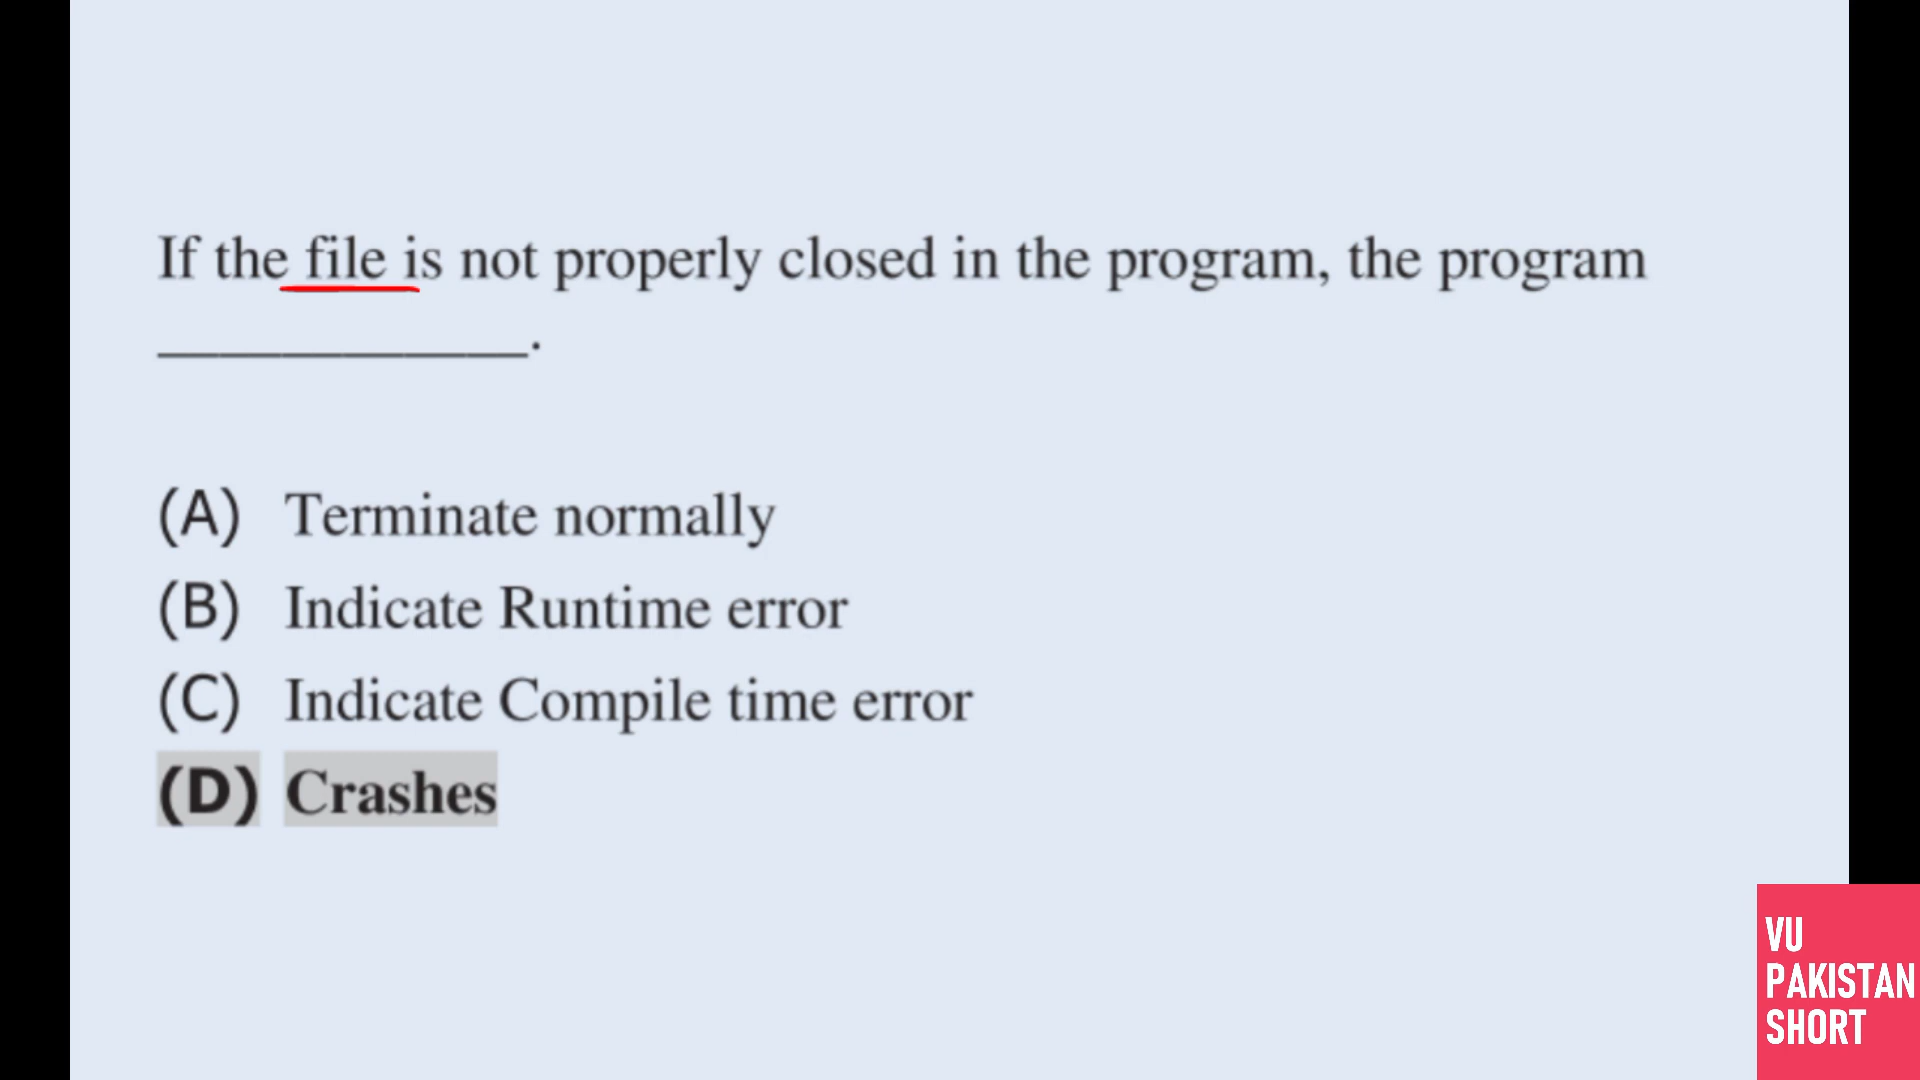 If the file is not properly closed in the program, the program
____________.
(A) Terminate normally
(B) Indicate Runtime error
(C) Indicate Compile time error
(D) Crashes
VU
PAKISTAN
SHORT